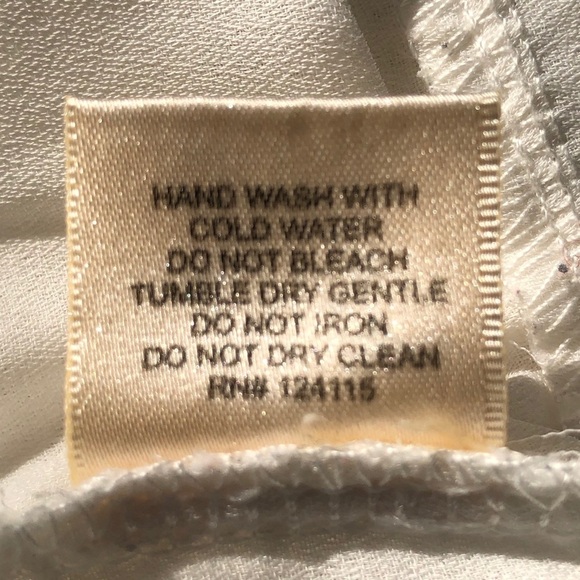 HAND WASH WITH
COLD WATER
DO NOT BLEACH
TUMBLE DRY GENTLE
DO NOT IRON
DO NOT DRY CLEAN
RN# 124115